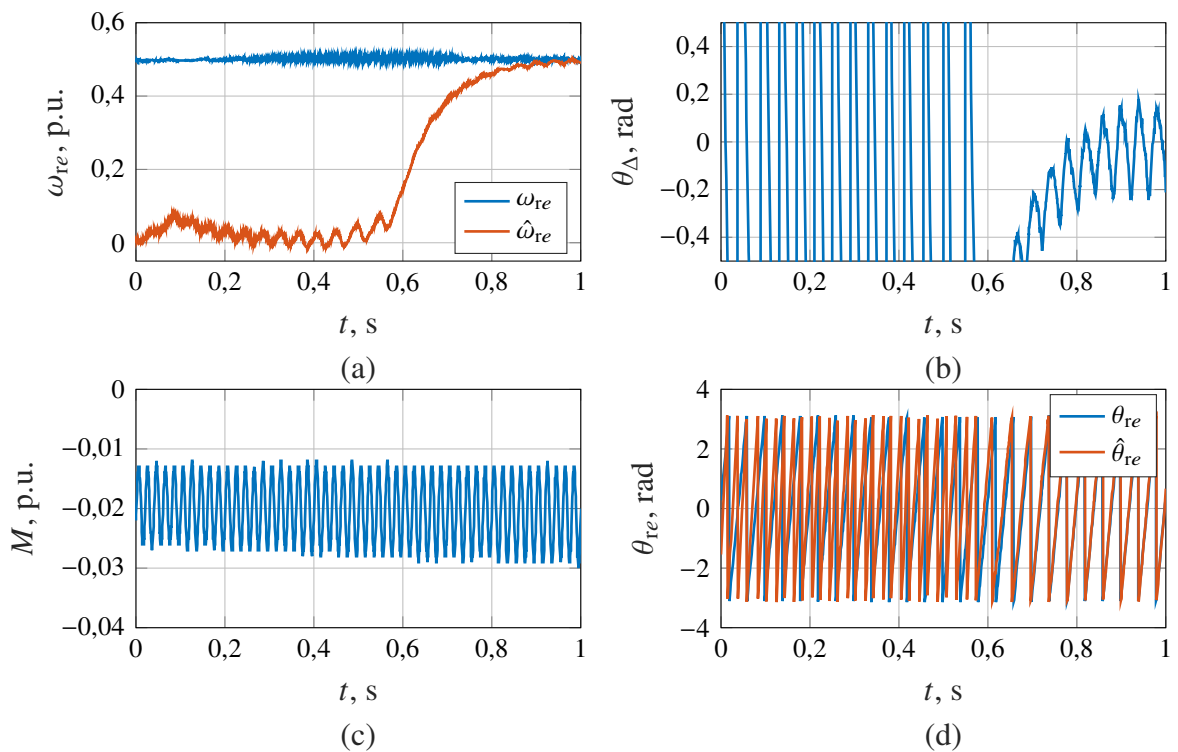 0,6
0,4
0,2
0
0 0,2 0,4 0,6 0,8 1
ω_re, p.u.
t, s
ω_re
ω̂_re
(a)
0,4
0,2
0
−0,2
−0,4
0 0,2 0,4 0,6 0,8 1
θ_Δ, rad
t, s
(b)
0
−0,01
−0,02
−0,03
−0,04
0 0,2 0,4 0,6 0,8 1
M, p.u.
t, s
(c)
4
2
0
−2
−4
0 0,2 0,4 0,6 0,8 1
θ_re, rad
t, s
θ_re
θ̂_re
(d)